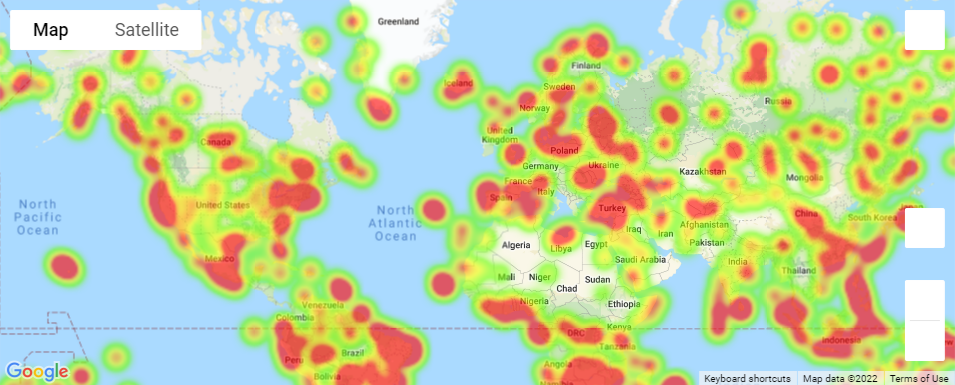 Map Satellite
Greenland
Iceland
Finland
Sweden
Norway
Russia
United
Kingdom
Canada
Poland
Germany
Ukraine
Kazakhstan
Mongolia
France
Italy
Spain
United States
North
Pacific
Ocean
North
Atlantic
Ocean
Turkey
China
South Korea
Afghanistan
Iraq
Iran
Pakistan
Algeria
Libya
Egypt
Saudi Arabia
India
Mexico
Thailand
Mali
Niger
Sudan
Chad
Nigeria
Ethiopia
Venezuela
Colombia
Kenya
DRC
Tanzania
Indonesia
Peru
Brazil
Bolivia
Angola
Google
Keyboard shortcuts Map data ©2022 Terms of Use